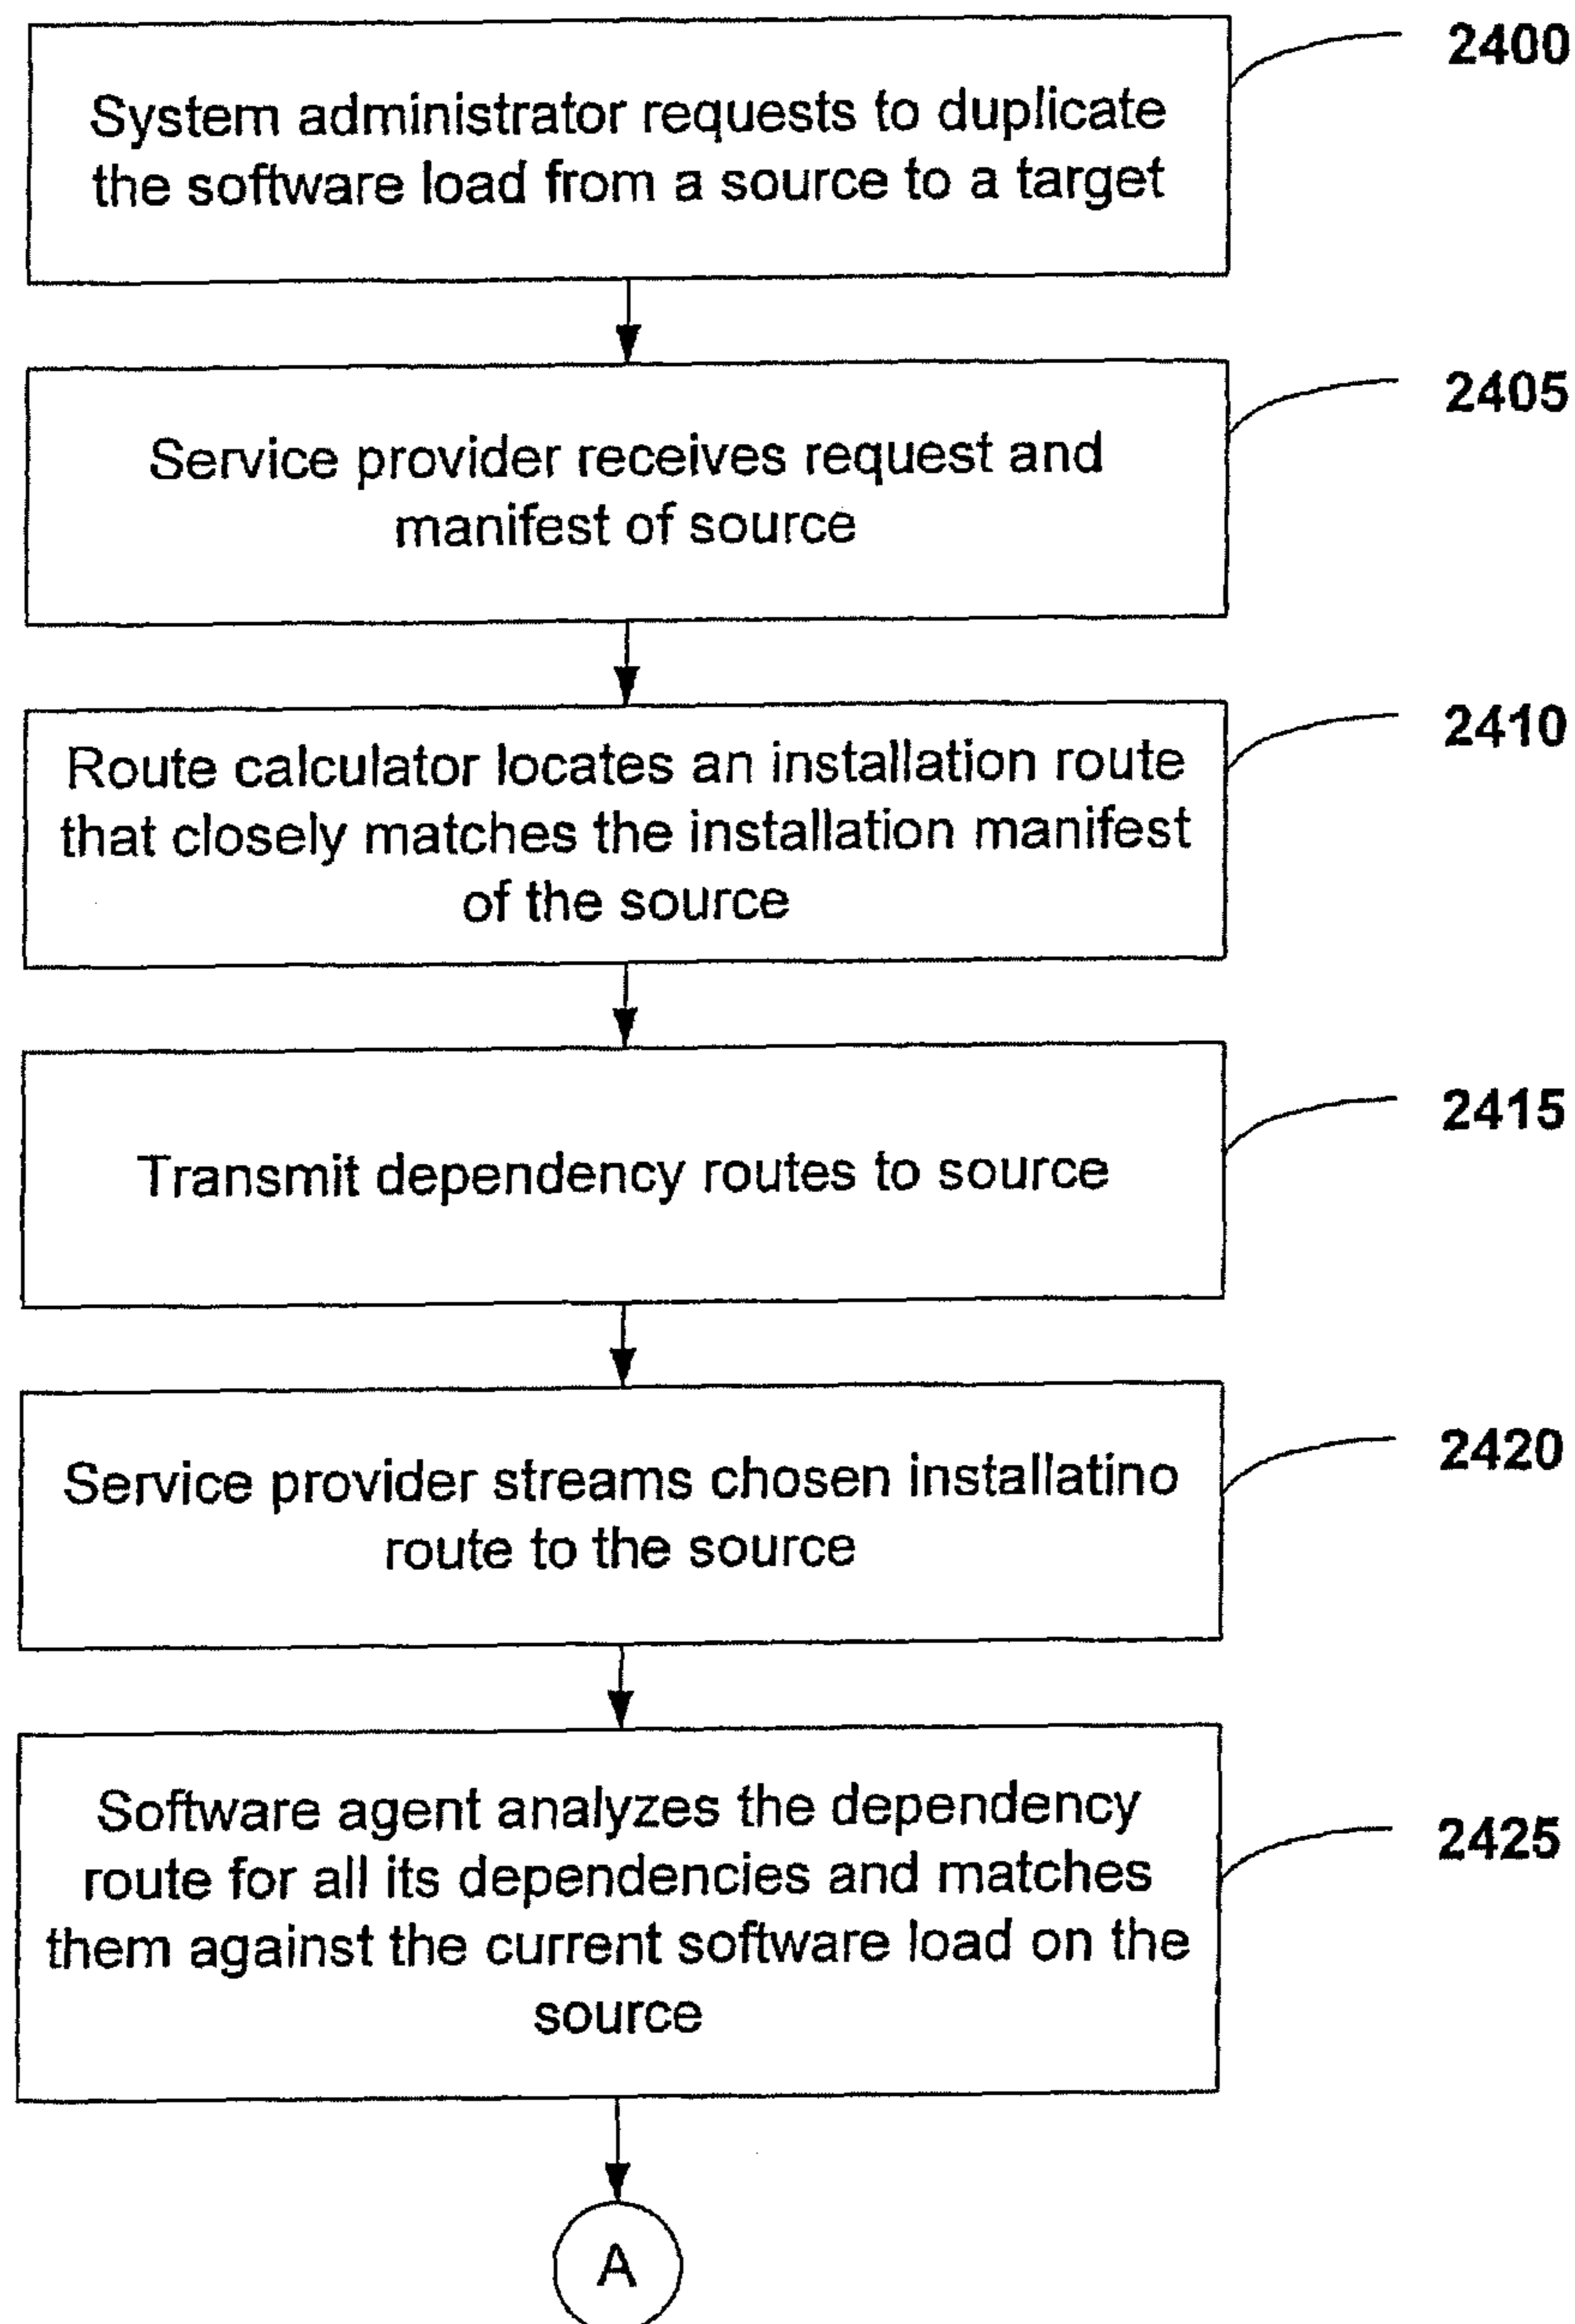 System administrator requests to duplicate
the software load from a source to a target
2400
Service provider receives request and
manifest of source
2405
Route calculator locates an installation route
that closely matches the installation manifest
of the source
2410
Transmit dependency routes to source
2415
Service provider streams chosen installatino
route to the source
2420
Software agent analyzes the dependency
route for all its dependencies and matches
them against the current software load on the
source
2425
A